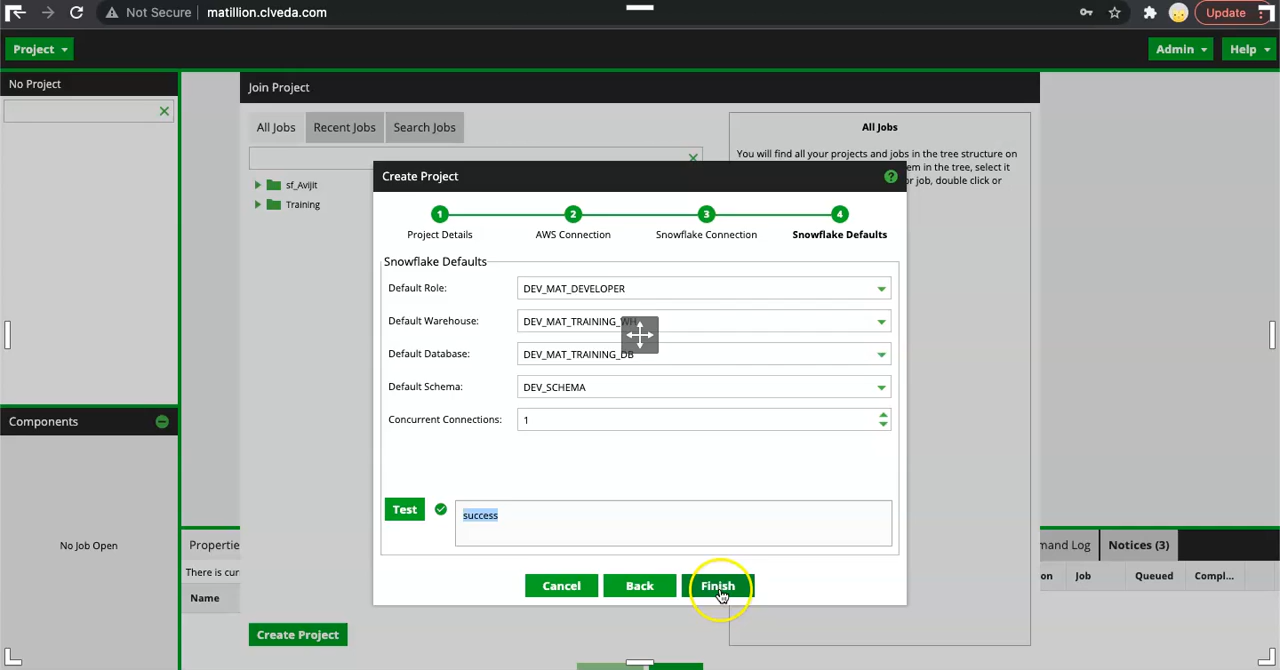 Not Secure matillion.clveda.com Update
Project Admin Help
No Project
Join Project
All Jobs Recent Jobs Search Jobs
All Jobs
You will find all your projects and jobs in the tree structure on
em in the tree, select it
or job, double click or
sf_Avijit
Training
Create Project
1 2 3 4
Project Details AWS Connection Snowflake Connection Snowflake Defaults
Snowflake Defaults
Default Role: DEV_MAT_DEVELOPER
Default Warehouse: DEV_MAT_TRAINING_WH
Default Database: DEV_MAT_TRAINING_DB
Default Schema: DEV_SCHEMA
Concurrent Connections: 1
Test success
Cancel Back Finish
Components
No Job Open
Propertie
There is cur
Name
mand Log Notices (3)
on Job Queued Compl...
Create Project